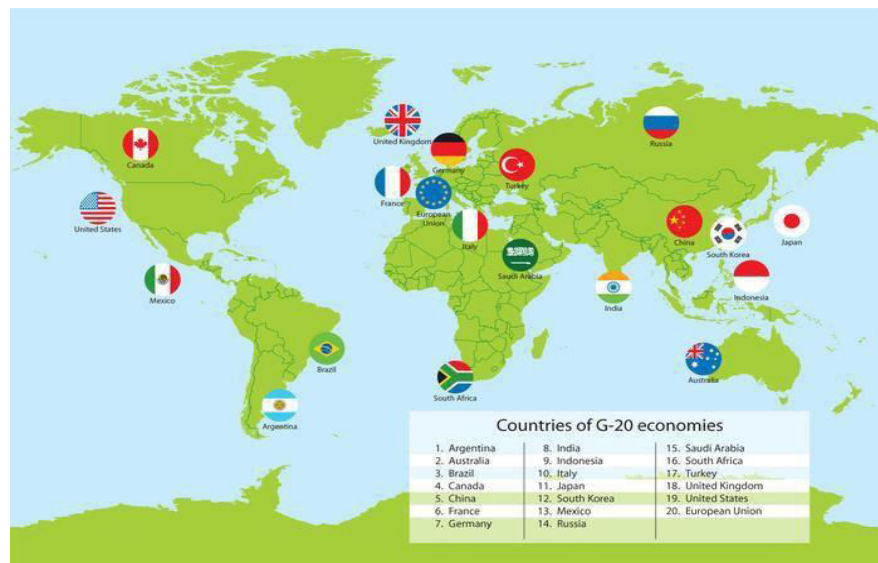 United Kingdom
Canada
Germany
Russia
Turkey
France
European
Union
United States
Italy
China
South Korea
Japan
Saudi Arabia
Mexico
India
Indonesia
Brazil
Australia
South Africa
Argentina
Countries of G-20 economies
1. Argentina
2. Australia
3. Brazil
4. Canada
5. China
6. France
7. Germany
8. India
9. Indonesia
10. Italy
11. Japan
12. South Korea
13. Mexico
14. Russia
15. Saudi Arabia
16. South Africa
17. Turkey
18. United Kingdom
19. United States
20. European Union